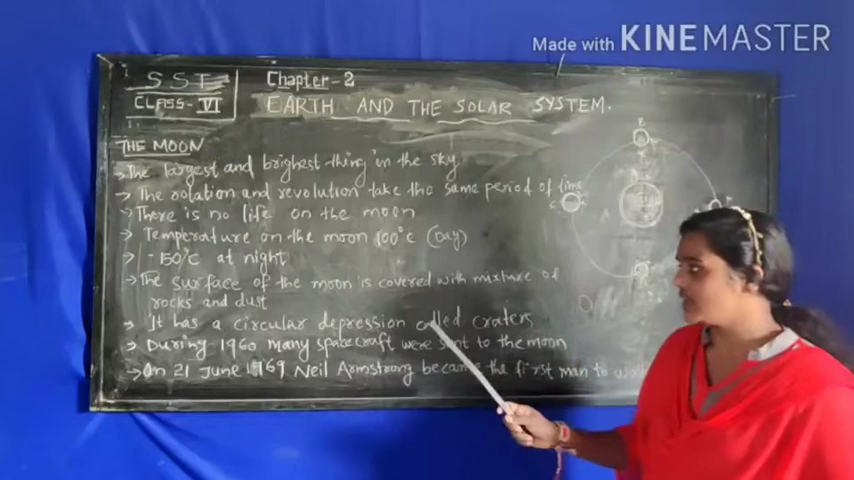 Made with KINEMASTER
SST
CLASS-VI
Chapter-2
EARTH AND THE SOLAR SYSTEM.
THE MOON
→ The largest and brighest thing in the sky
→ The rotation and revolution take the same period of time
→ There is no life on the moon
→ Temperature on the moon 100°c (Day)
→ -150°c at night
→ The surface of the moon is covered with mixture of
rocks and dust
→ It has a circular depression called craters
→ During 1960 many spacecraft were sent to the moon
→ On 21 June 1969 Neil Armstrong became the first man to